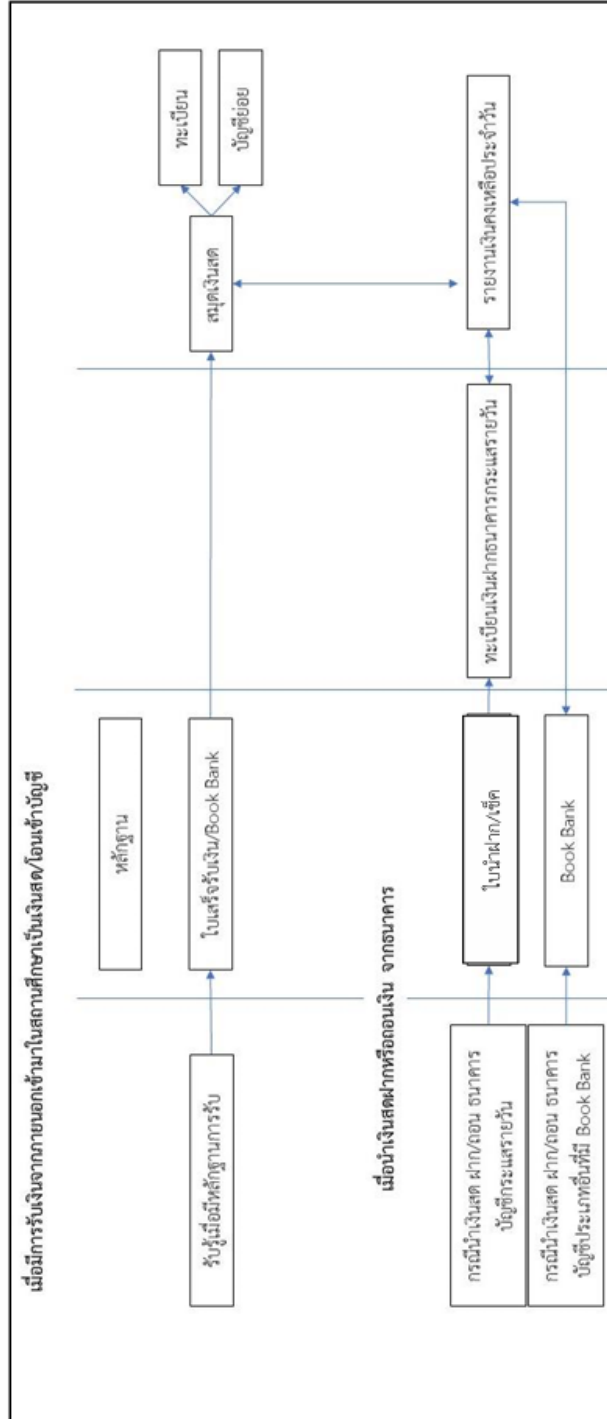 เมื่อมีการรับเงินจากภายนอกเข้ามาในสถานศึกษาเป็นเงินสด/โอนเข้าบัญชี
หลักฐาน
ทะเบียน
รับรู้เมื่อมีหลักฐานการรับ
ใบเสร็จรับเงิน/Book Bank
สมุดเงินสด
บัญชีย่อย
เมื่อนำเงินสดฝากหรือถอนเงิน จากธนาคาร
กรณีนำเงินสด ฝาก/ถอน ธนาคาร
บัญชีกระแสรายวัน
ใบนำฝาก/เช็ค
ทะเบียนเงินฝากธนาคารกระแสรายวัน
รายงานเงินคงเหลือประจำวัน
กรณีนำเงินสด ฝาก/ถอน ธนาคาร
บัญชีประเภทอื่นที่มี Book Bank
Book Bank